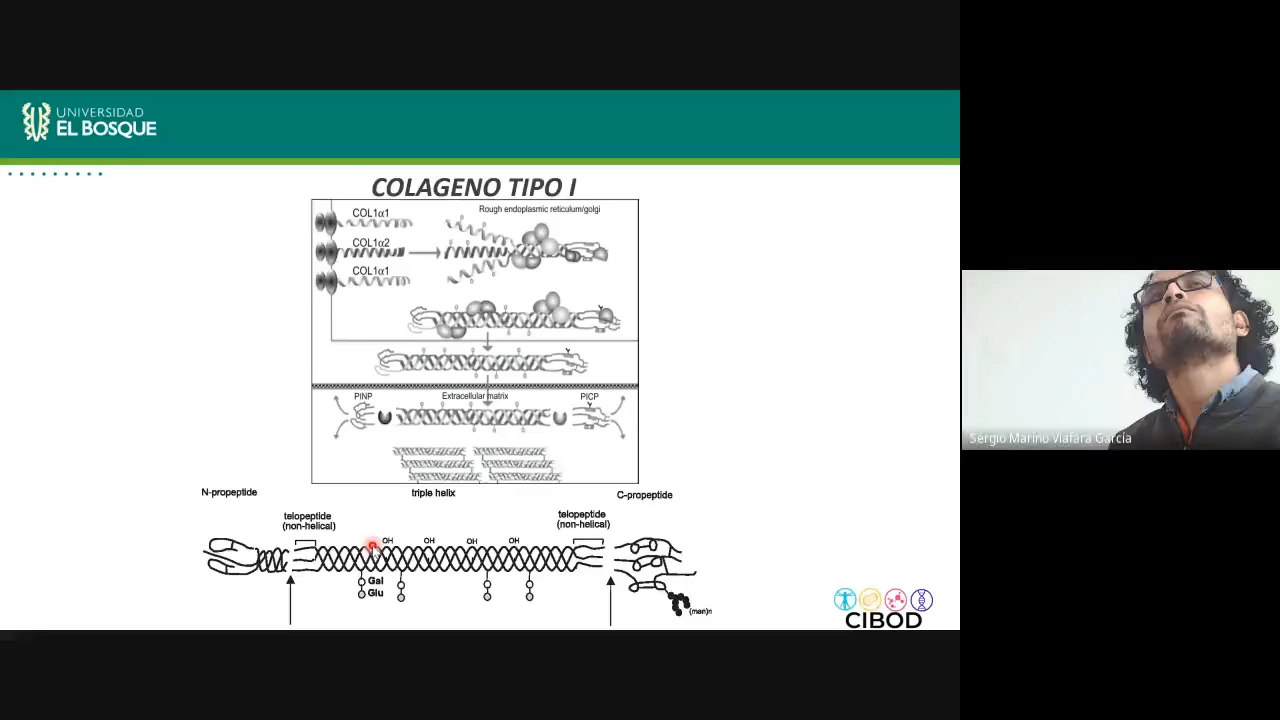 UNIVERSIDAD
EL BOSQUE
COLAGENO TIPO I
COL1α1
Rough endoplasmic reticulum/golgi
COL1α2
COL1α1
PINP
Extracellular matrix
PICP
N-propeptide
triple helix
C-propeptide
telopeptide
(non-helical)
telopeptide
(non-helical)
OH
OH
OH
OH
Gal
Glu
(man)n
CIBOD
Sergio Marino Viafara García